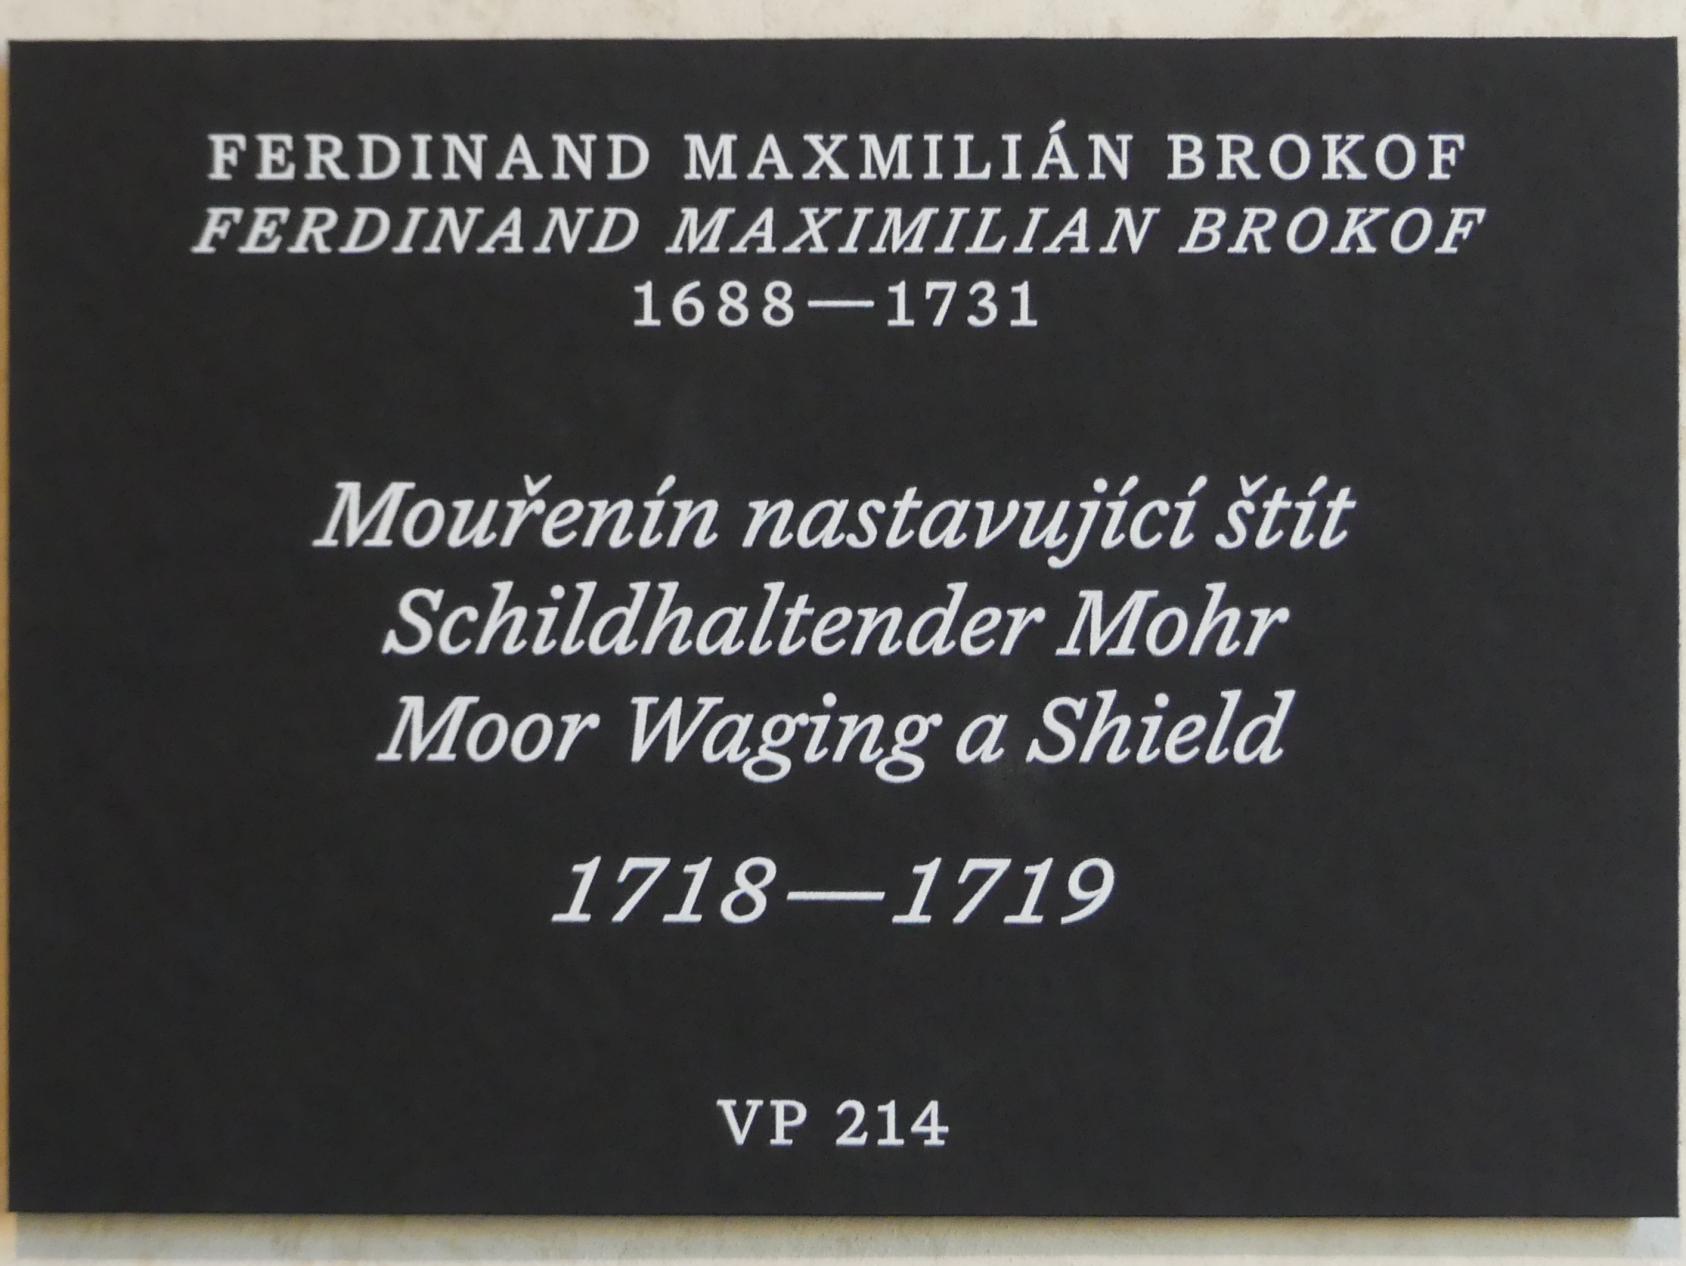 FERDINAND MAXMILIÁN BROKOF
FERDINAND MAXIMILIAN BROKOF
1688—1731
Mouřenín nastavující štít
Schildhaltender Mohr
Moor Waging a Shield
1718—1719
VP 214